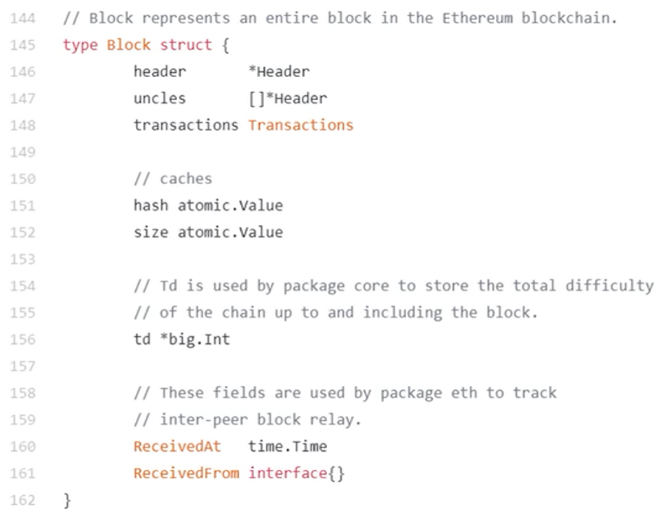 144 // Block represents an entire block in the Ethereum blockchain.
145 type Block struct {
146 header *Header
147 uncles []*Header
148 transactions Transactions
149
150 // caches
151 hash atomic.Value
152 size atomic.Value
153
154 // Td is used by package core to store the total difficulty
155 // of the chain up to and including the block.
156 td *big.Int
157
158 // These fields are used by package eth to track
159 // inter-peer block relay.
160 ReceivedAt time.Time
161 ReceivedFrom interface{}
162 }